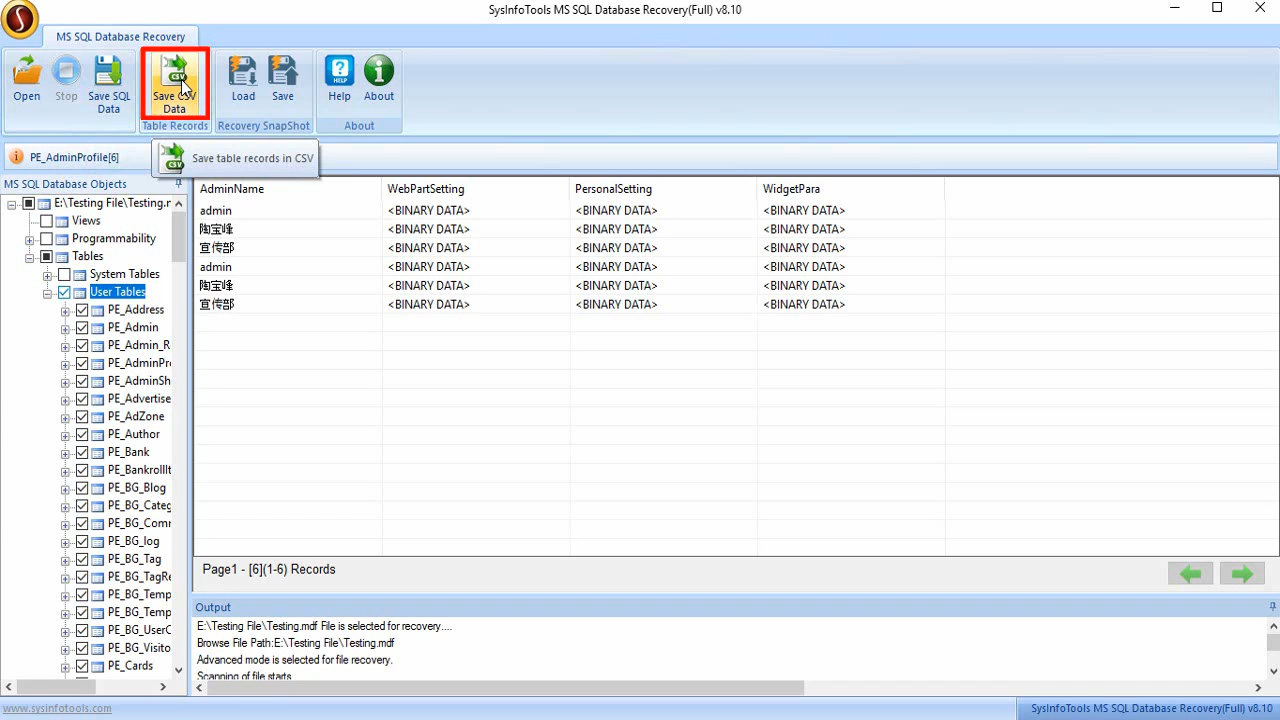 SysInfoTools MS SQL Database Recovery(Full) v8.10
MS SQL Database Recovery
Open
Stop
Save SQL Data
Save CSV Data
Load
Save
Help
About
Table Records
Recovery SnapShot
About
HELP
CSV
PE_AdminProfile[6]
CSV
Save table records in CSV
MS SQL Database Objects
E:\Testing File\Testing.r
Views
Programmability
Tables
System Tables
User Tables
PE_Address
PE_Admin
PE_Admin_R
PE_AdminPr
PE_AdminSh
PE_Advertise
PE_AdZone
PE_Author
PE_Bank
PE_BankrollIt
PE_BG_Blog
PE_BG_Categ
PE_BG_Comr
PE_BG_log
PE_BG_Tag
PE_BG_TagRe
PE_BG_Temp
PE_BG_Temp
PE_BG_UserC
PE_BG_Visito
PE_Cards
AdminName WebPartSetting PersonalSetting WidgetPara
admin <BINARY DATA> <BINARY DATA> <BINARY DATA>
陶宝峰 <BINARY DATA> <BINARY DATA> <BINARY DATA>
宣传部 <BINARY DATA> <BINARY DATA> <BINARY DATA>
admin <BINARY DATA> <BINARY DATA> <BINARY DATA>
陶宝峰 <BINARY DATA> <BINARY DATA> <BINARY DATA>
宣传部 <BINARY DATA> <BINARY DATA> <BINARY DATA>
Page1 - [6](1-6) Records
Output
E:\Testing File\Testing.mdf File is selected for recovery....
Browse File Path:E:\Testing File\Testing.mdf
Advanced mode is selected for file recovery.
Scanning of file starts
www.sysinfotools.com
SysInfoTools MS SQL Database Recovery(Full) v8.10